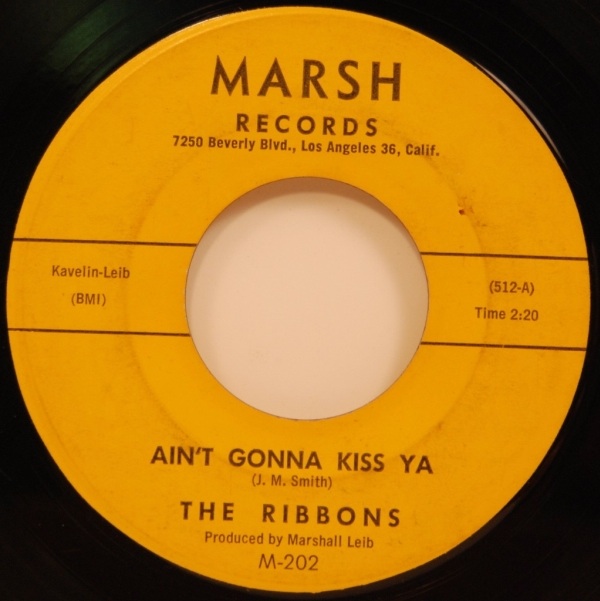 MARSH
RECORDS
7250 Beverly Blvd., Los Angeles 36, Calif.
Kavelin-Leib
(BMI)
(512-A)
Time 2:20
AIN'T GONNA KISS YA
(J. M. Smith)
THE RIBBONS
Produced by Marshall Leib
M-202